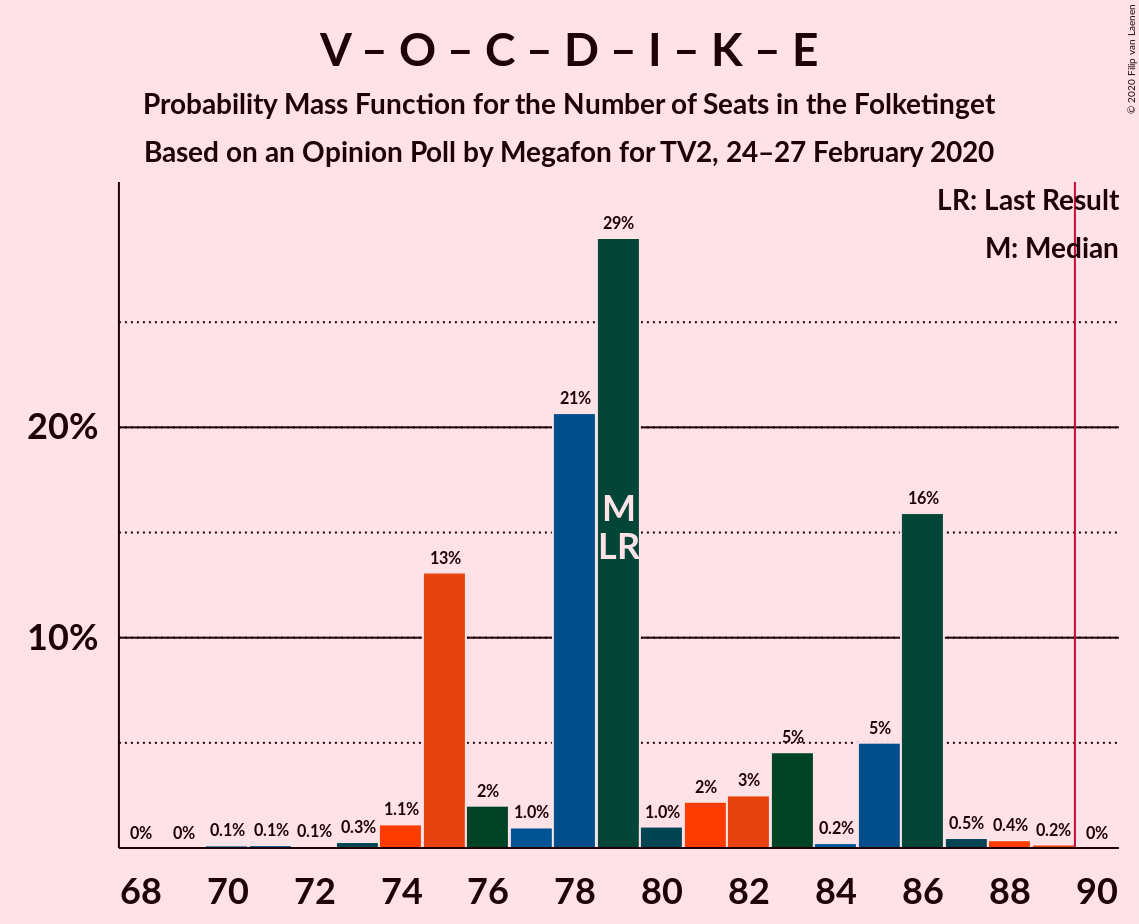 V – O – C – D – I – K – E
Probability Mass Function for the Number of Seats in the Folketinget
Based on an Opinion Poll by Megafon for TV2, 24–27 February 2020
© 2020 Filip van Laenen
LR: Last Result
M: Median
20%
10%
0% 0% 0.1% 0.1% 0.1% 0.3% 1.1% 13% 2% 1.0% 21% 29% 1.0% 2% 3% 5% 0.2% 5% 16% 0.5% 0.4% 0.2% 0%
M
LR
68 70 72 74 76 78 80 82 84 86 88 90